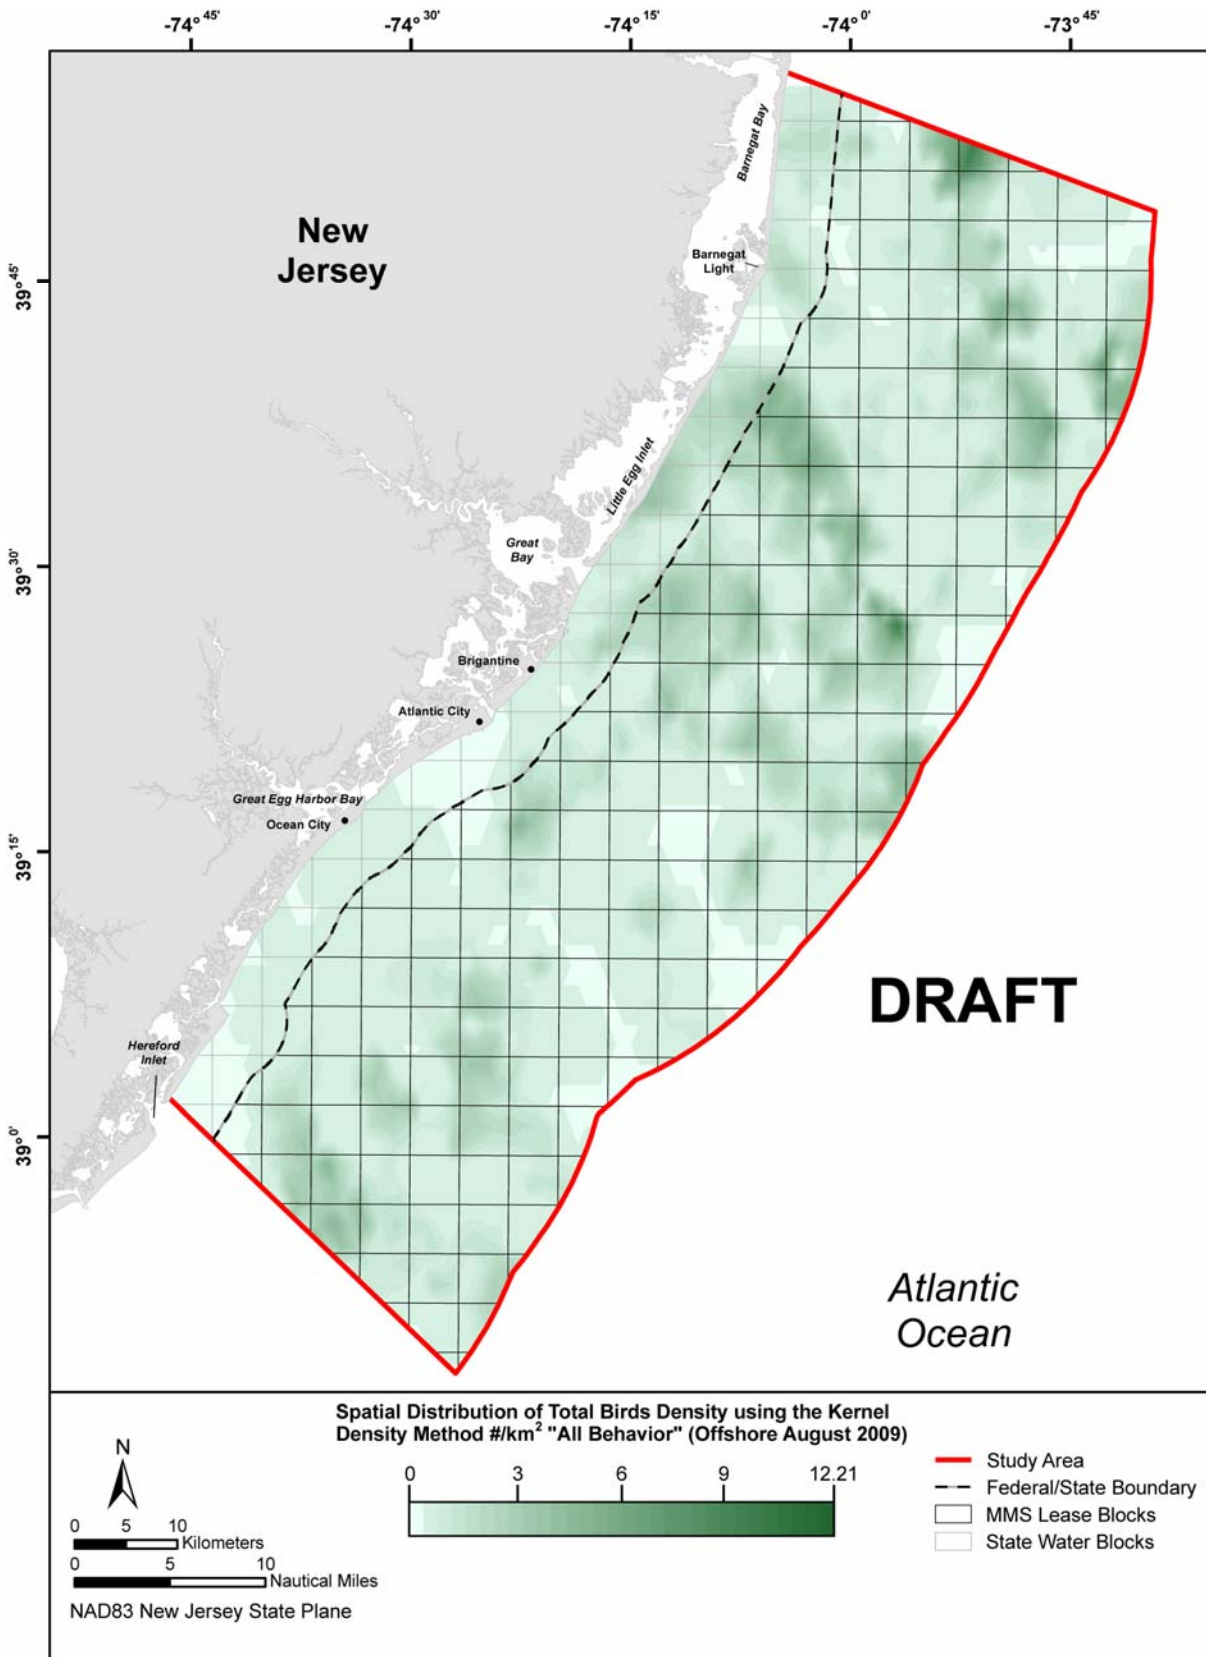 -74° 45'
-74° 30'
-74° 15'
-74° 0'
-73° 45'
39° 45'
39° 30'
39° 15'
39° 0'
New
Jersey
Barnegat Bay
Barnegat
Light
Little Egg Inlet
Great
Bay
Brigantine
Atlantic City
Great Egg Harbor Bay
Ocean City
Hereford
Inlet
DRAFT
Atlantic
Ocean
Spatial Distribution of Total Birds Density using the Kernel
Density Method #/km² "All Behavior" (Offshore August 2009)
N
0 5 10
Kilometers
0 5 10
Nautical Miles
NAD83 New Jersey State Plane
0 3 6 9 12.21
Study Area
Federal/State Boundary
MMS Lease Blocks
State Water Blocks